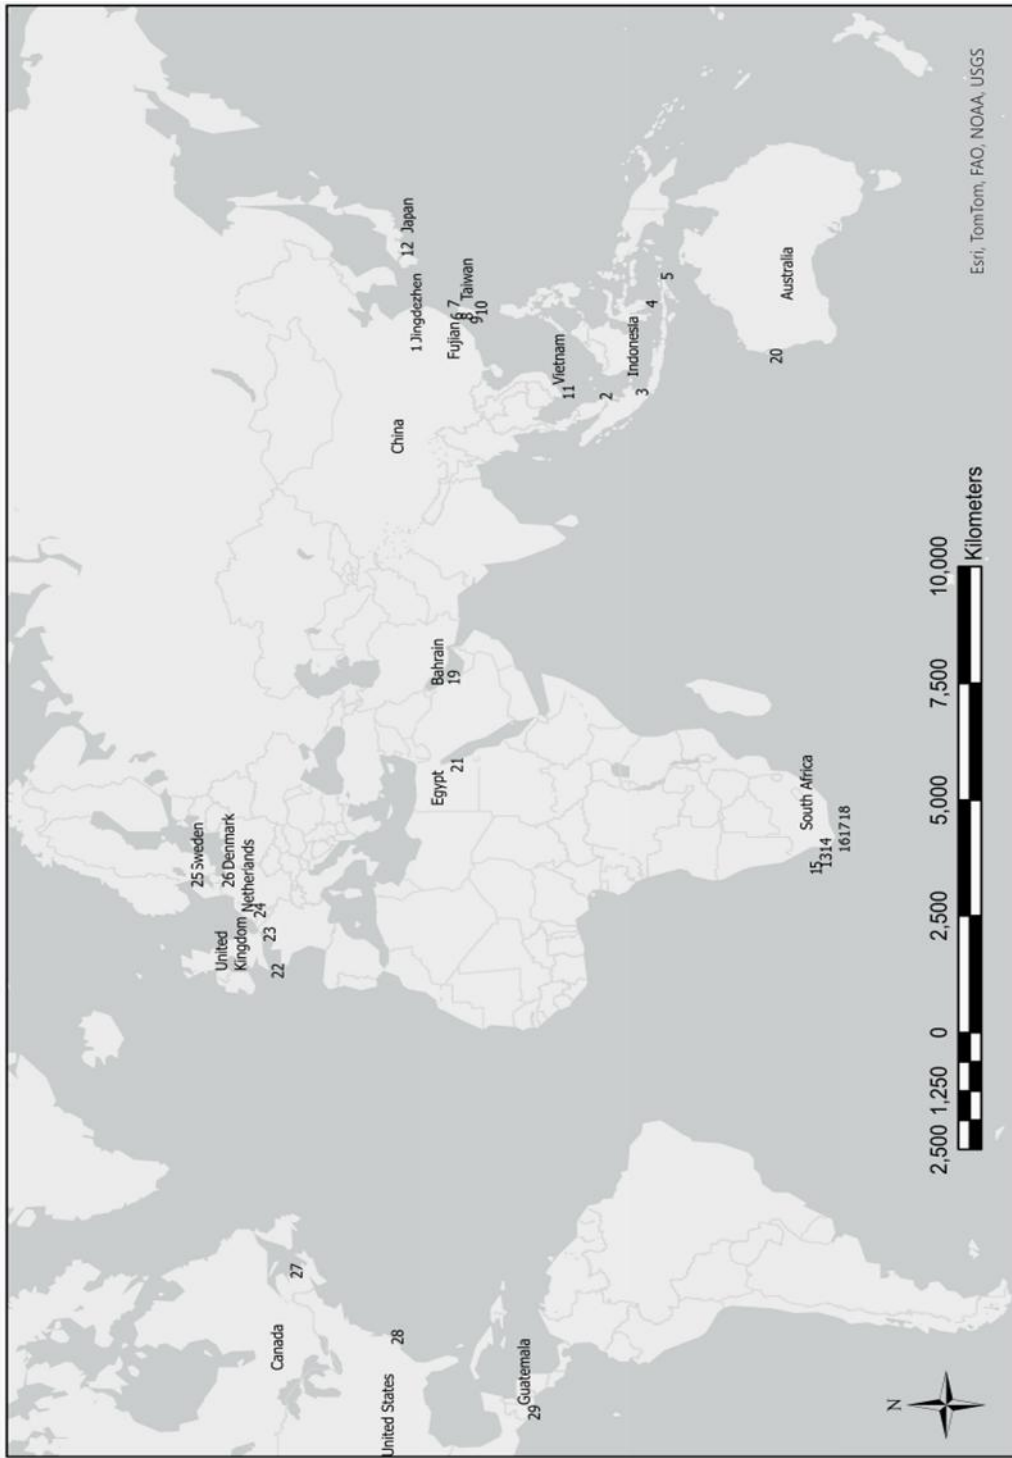 Canada
United States
27
28
Guatemala
29
United
Kingdom
22
23
24
Netherlands
26 Denmark
25 Sweden
Egypt
21
Bahrain
19
South Africa
15
1314
161718
China
1 Jingdezhen
12 Japan
Fujian
6
7
8
9
10
Taiwan
Vietnam
11
2
Indonesia
3
4
5
Australia
20
N
2,500 1,250 0 2,500 5,000 7,500 10,000
Kilometers
Esri, TomTom, FAO, NOAA, USGS